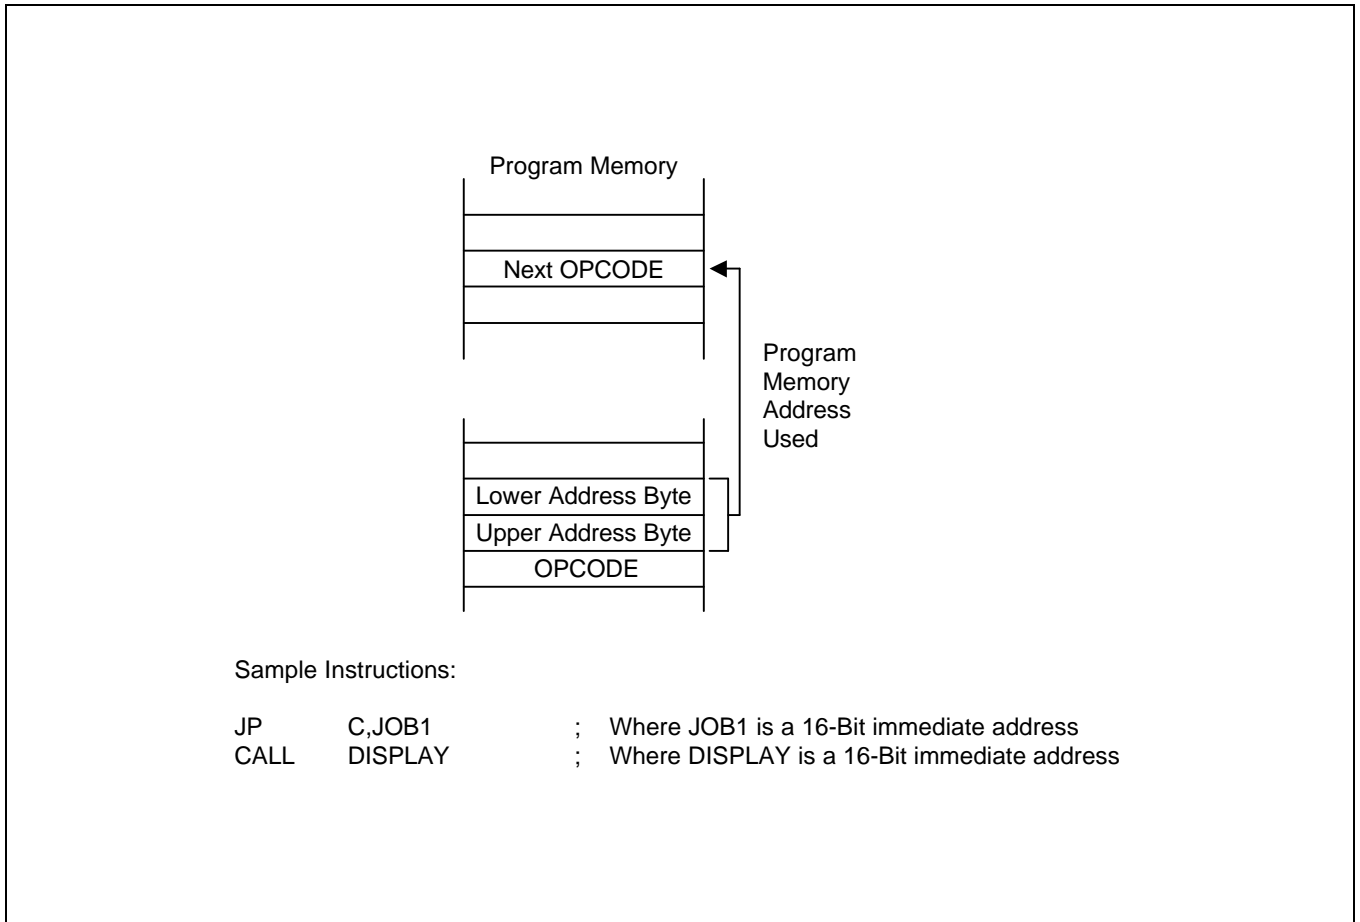 Program Memory
Next OPCODE
Program
Memory
Address
Used
Lower Address Byte
Upper Address Byte
OPCODE
Sample Instructions:
JP C,JOB1 ; Where JOB1 is a 16-Bit immediate address
CALL DISPLAY ; Where DISPLAY is a 16-Bit immediate address